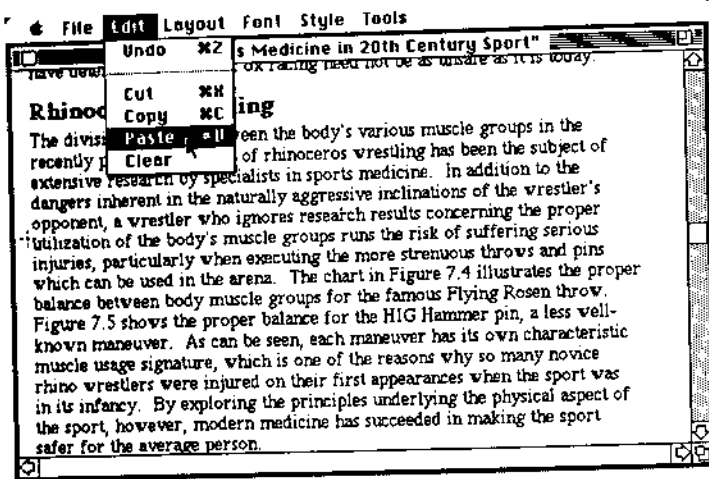 File Edit Layout Font Style Tools
s Medicine in 20th Century Sport"
Undo ⌘Z
Cut ⌘X
Copy ⌘C
Paste ⌘V
Clear
ox racing need not be as unsafe as it is today.
Rhinoc ing
The divisi een the body's various muscle groups in the
recently p of rhinoceros wrestling has been the subject of
extensive research by specialists in sports medicine. In addition to the
dangers inherent in the naturally aggressive inclinations of the wrestler's
opponent, a wrestler who ignores research results concerning the proper
utilization of the body's muscle groups runs the risk of suffering serious
injuries, particularly when executing the more strenuous throws and pins
which can be used in the arena. The chart in Figure 7.4 illustrates the proper
balance between body muscle groups for the famous Flying Rosen throw.
Figure 7.5 shows the proper balance for the HIG Hammer pin, a less well-
known maneuver. As can be seen, each maneuver has its own characteristic
muscle usage signature, which is one of the reasons why so many novice
rhino wrestlers were injured on their first appearances when the sport was
in its infancy. By exploring the principles underlying the physical aspect of
the sport, however, modern medicine has succeeded in making the sport
safer for the average person.